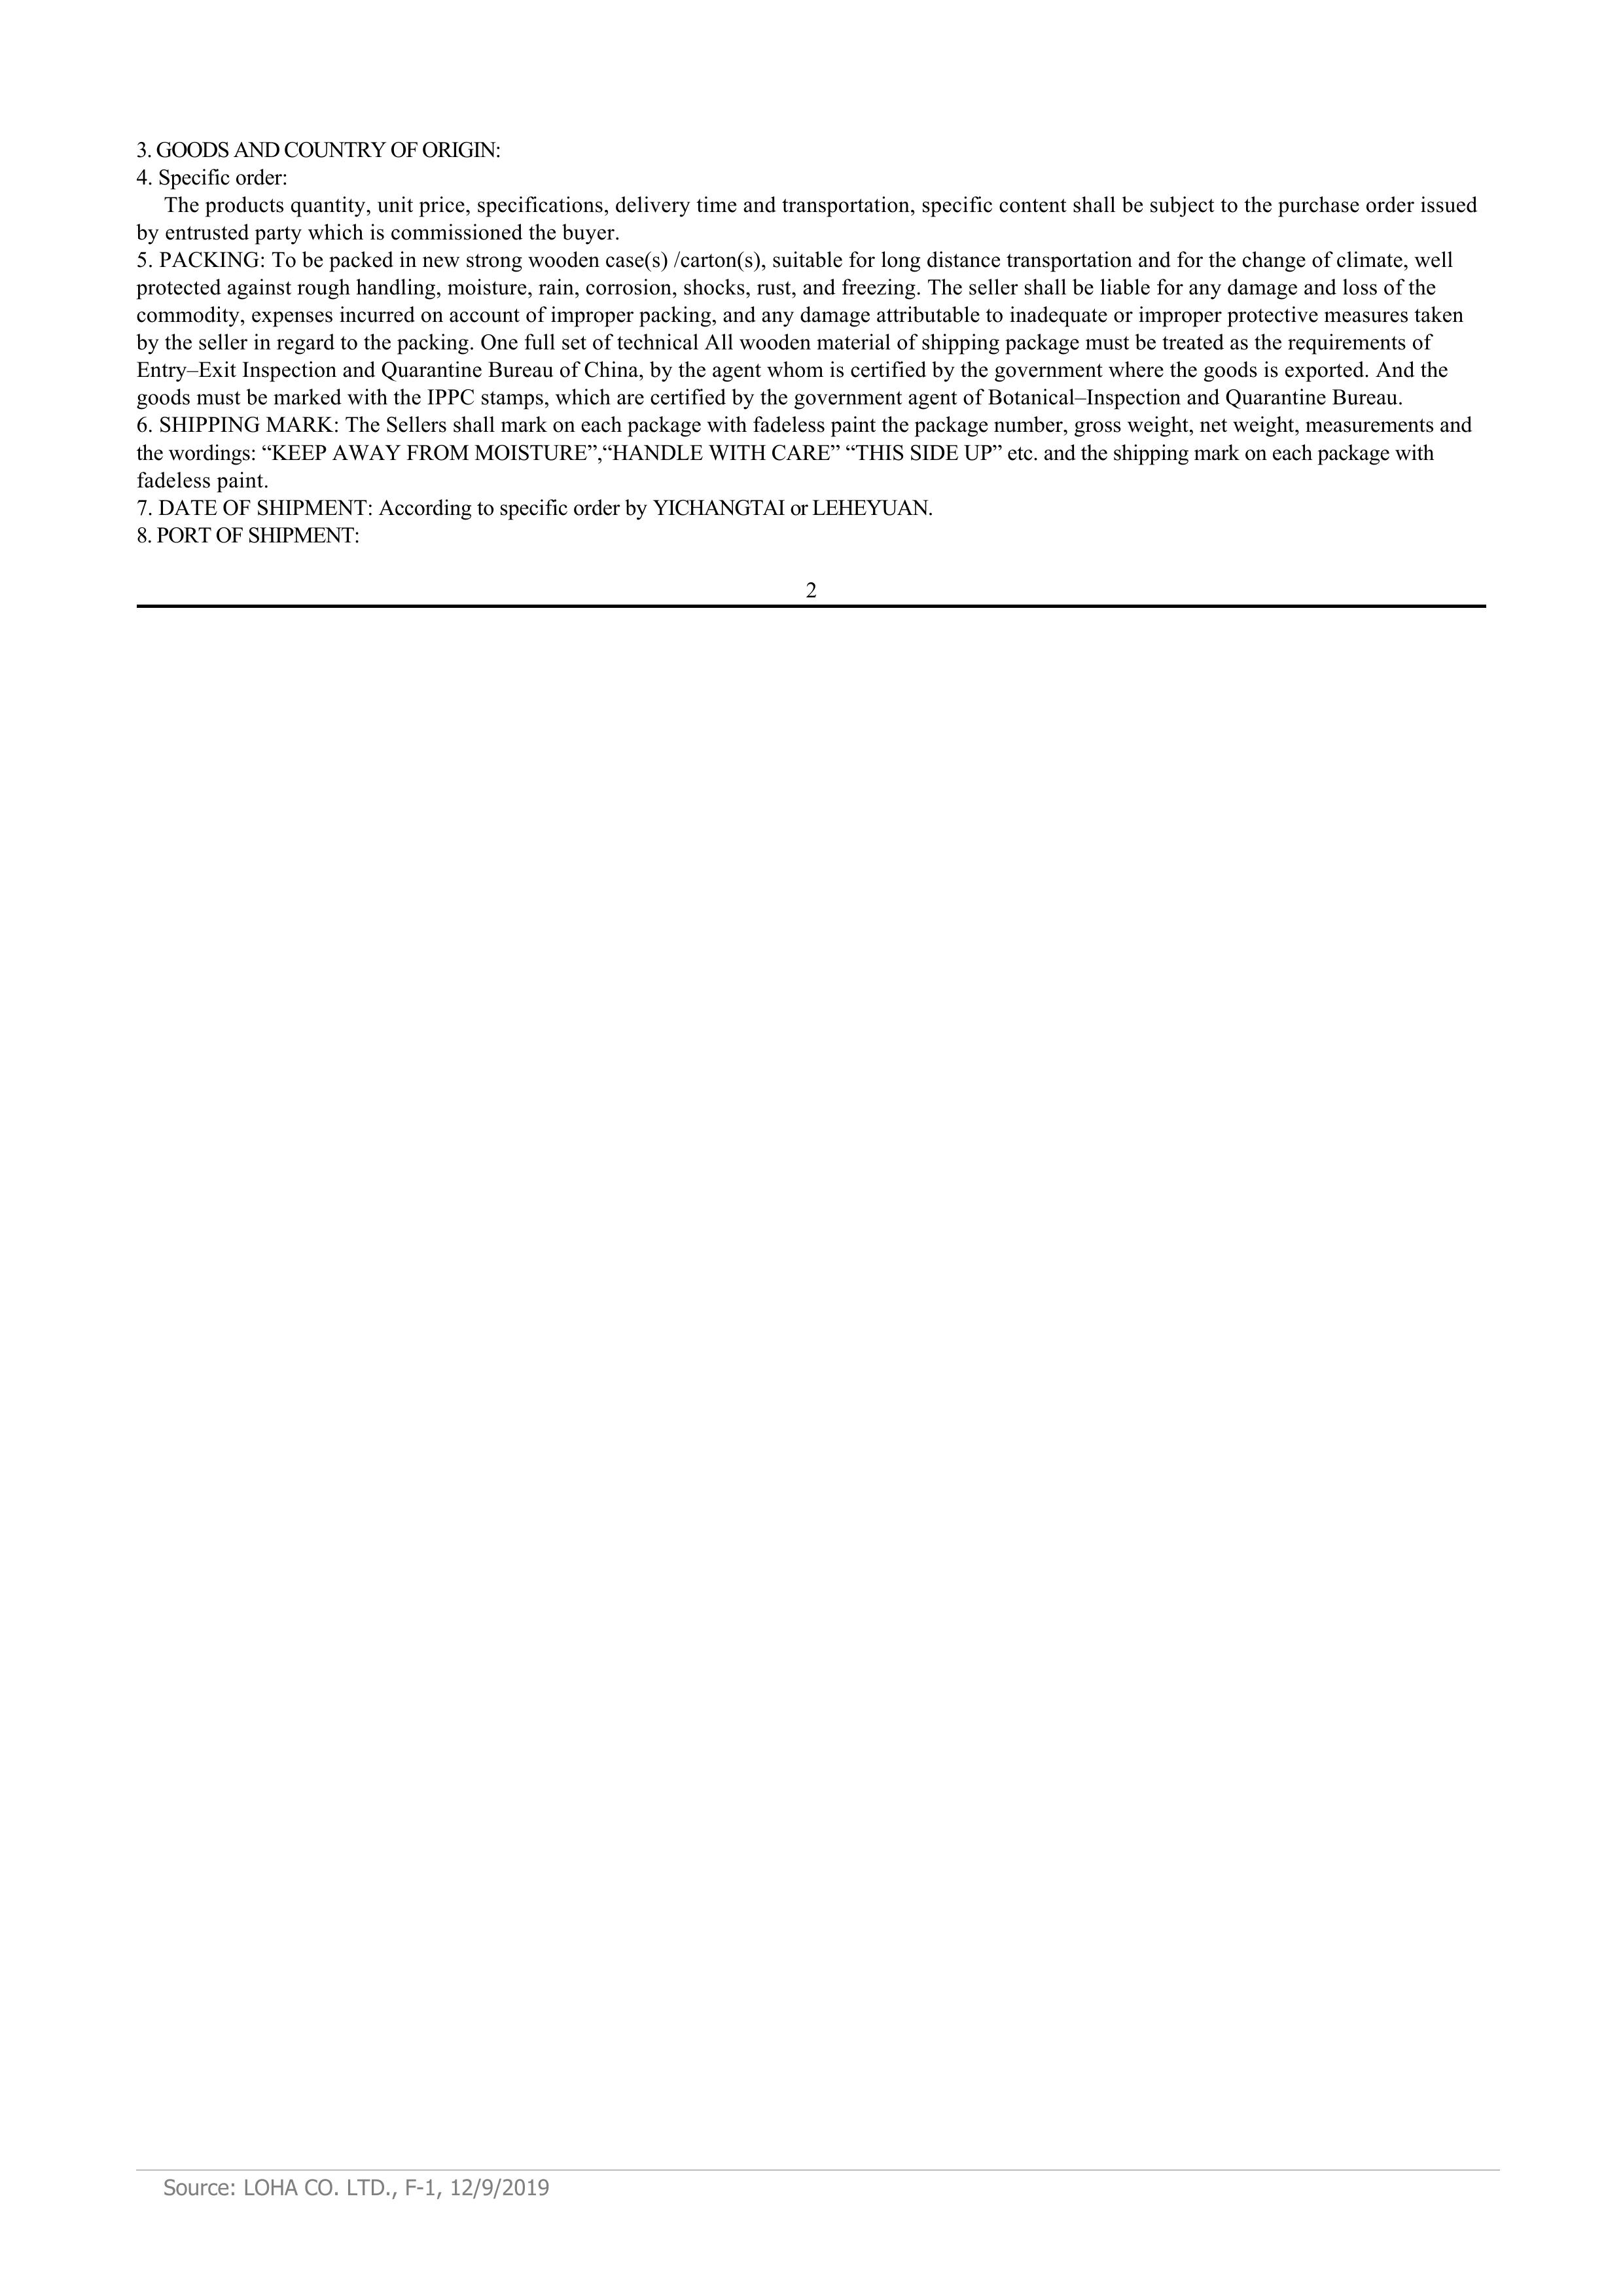 3. GOODS AND COUNTRY OF ORIGIN:
4. Specific order:
The products quantity, unit price, specifications, delivery time and transportation, specific content shall be subject to the purchase order issued
by entrusted party which is commissioned the buyer.
5. PACKING: To be packed in new strong wooden case(s) /carton(s), suitable for long distance transportation and for the change of climate, well
protected against rough handling, moisture, rain, corrosion, shocks, rust, and freezing. The seller shall be liable for any damage and loss of the
commodity, expenses incurred on account of improper packing, and any damage attributable to inadequate or improper protective measures taken
by the seller in regard to the packing. One full set of technical All wooden material of shipping package must be treated as the requirements of
Entry–Exit Inspection and Quarantine Bureau of China, by the agent whom is certified by the government where the goods is exported. And the
goods must be marked with the IPPC stamps, which are certified by the government agent of Botanical–Inspection and Quarantine Bureau.
6. SHIPPING MARK: The Sellers shall mark on each package with fadeless paint the package number, gross weight, net weight, measurements and
the wordings: “KEEP AWAY FROM MOISTURE”,“HANDLE WITH CARE” “THIS SIDE UP” etc. and the shipping mark on each package with
fadeless paint.
7. DATE OF SHIPMENT: According to specific order by YICHANGTAI or LEHEYUAN.
8. PORT OF SHIPMENT:
2
Source: LOHA CO. LTD., F-1, 12/9/2019